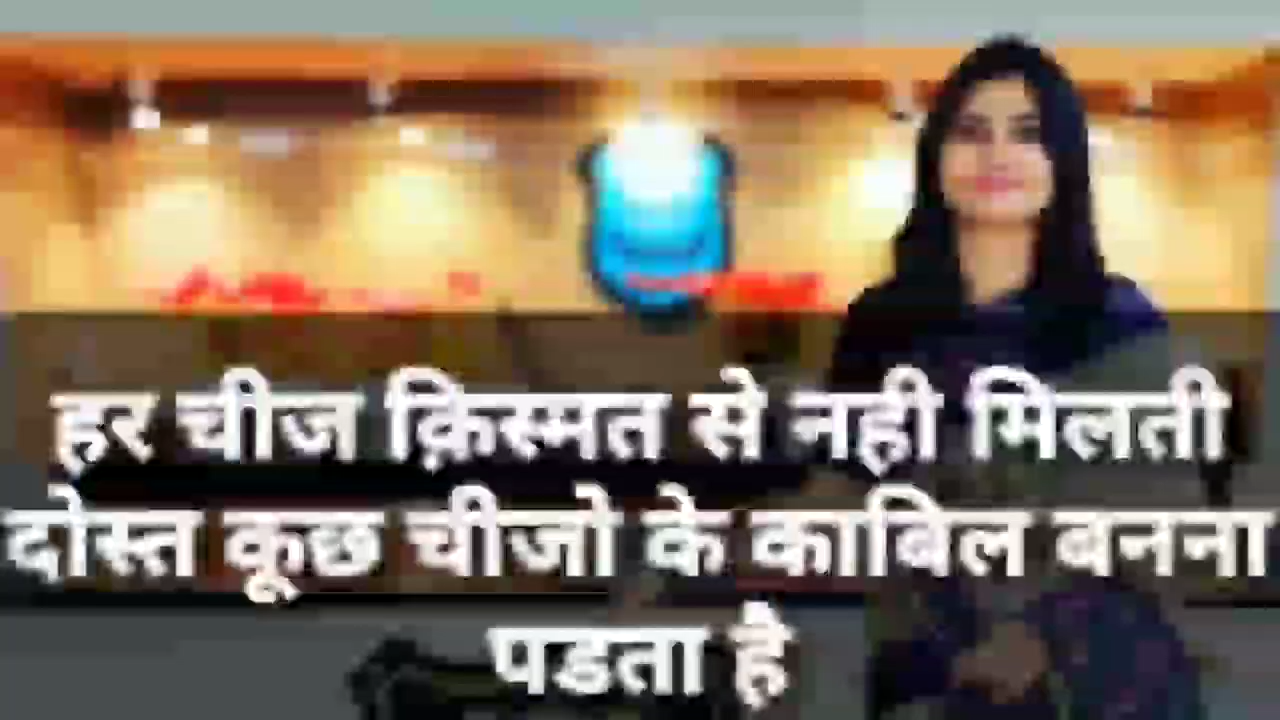 हर चीज क़िस्मत से नही मिलती
दोस्त कूछ चीजो के काबिल बनना
पडता है